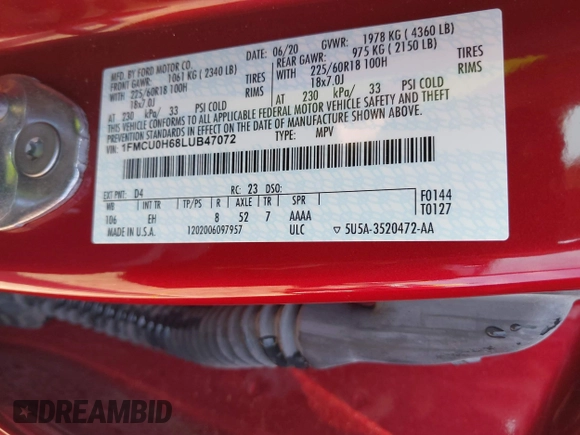 MFD. BY FORD MOTOR CO.
06/20
GVWR: 1978 KG ( 4360 LB)
FRONT GAWR: 1061 KG ( 2340 LB)
REAR GAWR: 975 KG ( 2150 LB)
WITH 225/60R18 100H TIRES
WITH 225/60R18 100H TIRES
18x7.0J RIMS
18x7.0J RIMS
AT 230 kPa/ 33 PSI COLD
AT 230 kPa/ 33 PSI COLD
THIS VEHICLE CONFORMS TO ALL APPLICABLE FEDERAL MOTOR VEHICLE SAFETY AND THEFT
PREVENTION STANDARDS IN EFFECT ON THE DATE OF MANUFACTURE SHOWN ABOVE.
VIN: 1FMCU0H68LUB47072
TYPE: MPV
EXT PNT: D4 RC: 23 DSO:
WB INT TR TP/PS R AXLE TR SPR
F0144
106 EH 8 52 7 AAAA
T0127
MADE IN U.S.A. 1202006097957 ULC 5U5A-3520472-AA
DREAMBID